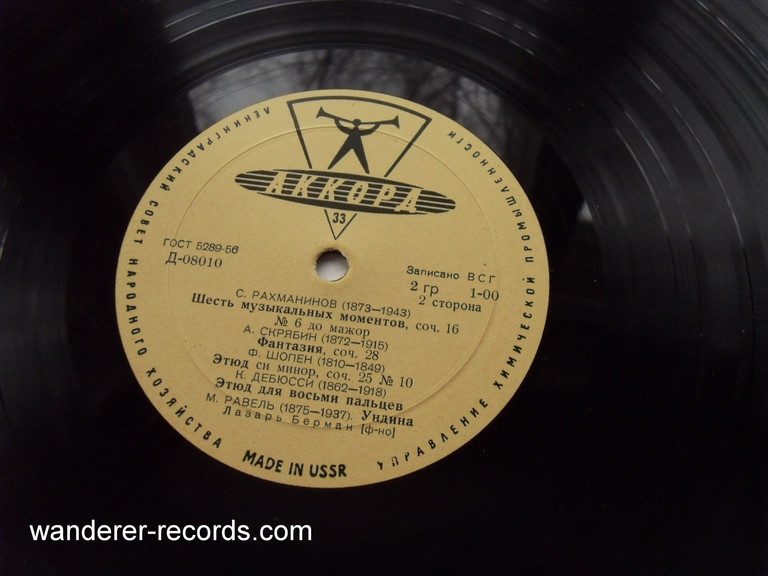 ЛЕНИНГРАДСКИЙ СОВЕТ НАРОДНОГО ХОЗЯЙСТВА
УПРАВЛЕНИЕ ХИМИЧЕСКОЙ ПРОМЫШЛЕННОСТИ
АККОРД
33
ГОСТ 5289-56
Д-08010
Записано ВСГ
2 гр 1-00
2 сторона
С. РАХМАНИНОВ (1873—1943)
Шесть музыкальных моментов, соч. 16
№ 6 до мажор
А. СКРЯБИН (1872—1915)
Фантазия, соч. 28
Ф. ШОПЕН (1810—1849)
Этюд си минор, соч. 25 № 10
К. ДЕБЮССИ (1862—1918)
Этюд для восьми пальцев
М. РАВЕЛЬ (1875—1937). Ундина
Лазарь Берман [ф-но]
MADE IN USSR
wanderer-records.com